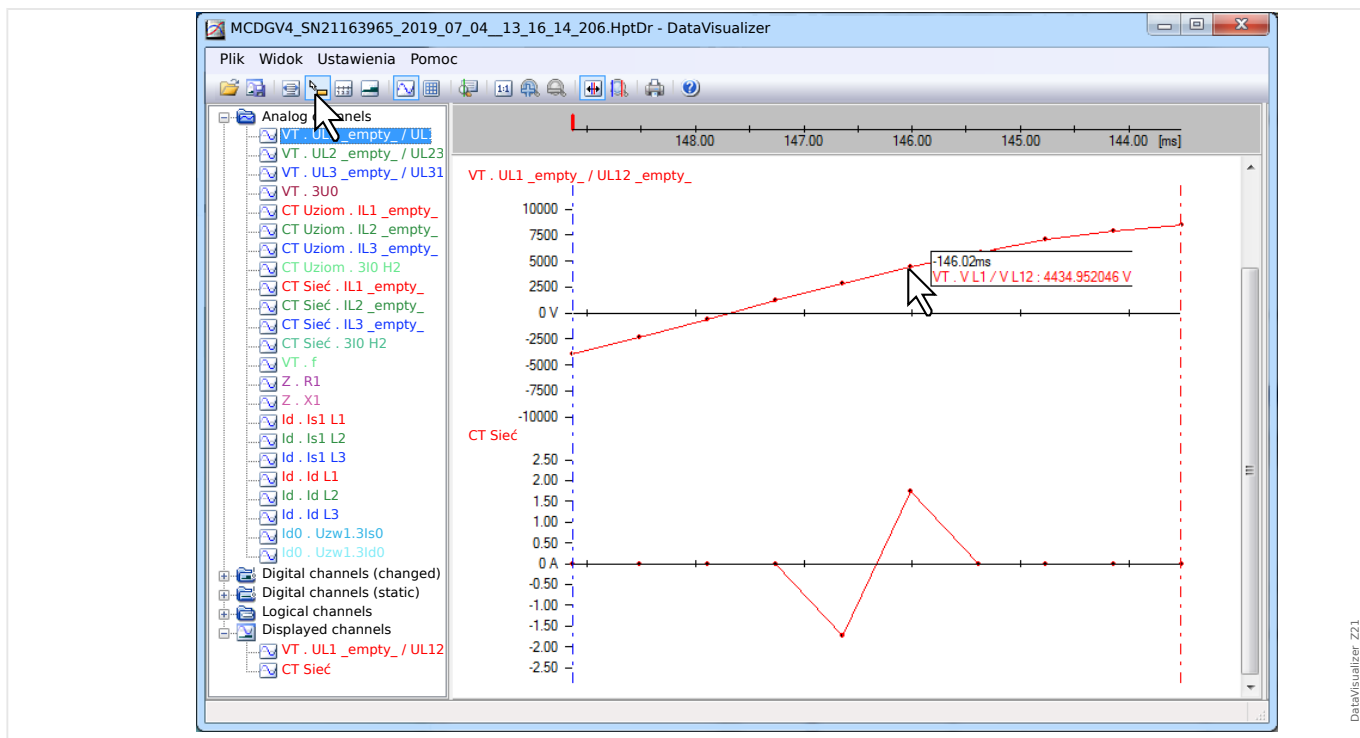 MCDGV4_SN21163965_2019_07_04__13_16_14_206.HptDr - DataVisualizer
Plik Widok Ustawienia Pomoc
1:1
Analog channels
VT . UL1 _empty_ / UL
VT . UL2 _empty_ / UL23
VT . UL3 _empty_ / UL31
VT . 3U0
CT Uziom . IL1 _empty_
CT Uziom . IL2 _empty_
CT Uziom . IL3 _empty_
CT Uziom . 3I0 H2
CT Sieć . IL1 _empty_
CT Sieć . IL2 _empty_
CT Sieć . IL3 _empty_
CT Sieć . 3I0 H2
VT . f
Z . R1
Z . X1
Id . Is1 L1
Id . Is1 L2
Id . Is1 L3
Id . Id L1
Id . Id L2
Id . Id L3
Id0 . Uzw1.3Is0
Id0 . Uzw1.3Id0
Digital channels (changed)
Digital channels (static)
Logical channels
Displayed channels
VT . UL1 _empty_ / UL12
CT Sieć
148.00 147.00 146.00 145.00 144.00 [ms]
VT . UL1 _empty_ / UL12 _empty_
10000
7500
5000
2500
0 V
-2500
-5000
-7500
-10000
-146.02ms
VT . V L1 / V L12 : 4434.952046 V
CT Sieć
2.50
2.00
1.50
1.00
0.50
0 A
-0.50
-1.00
-1.50
-2.00
-2.50
DataVisualizer Z21